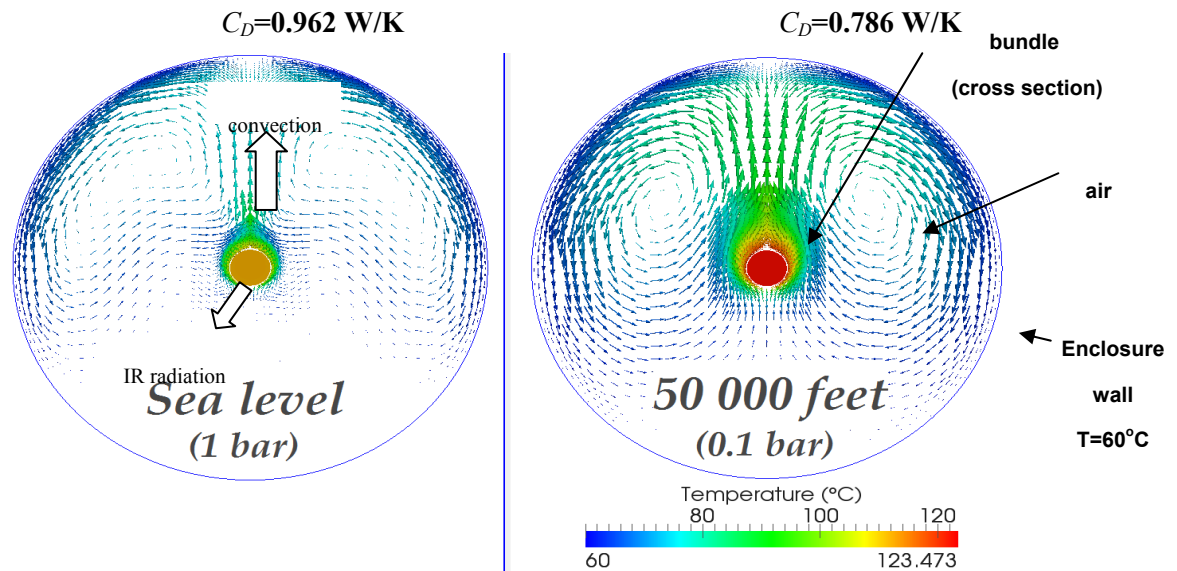 C_D=0.962 W/K
convection
IR radiation
Sea level
(1 bar)
C_D=0.786 W/K
bundle
(cross section)
air
Enclosure
wall
T=60°C
50 000 feet
(0.1 bar)
Temperature (°C)
80 100 120
60 123.473